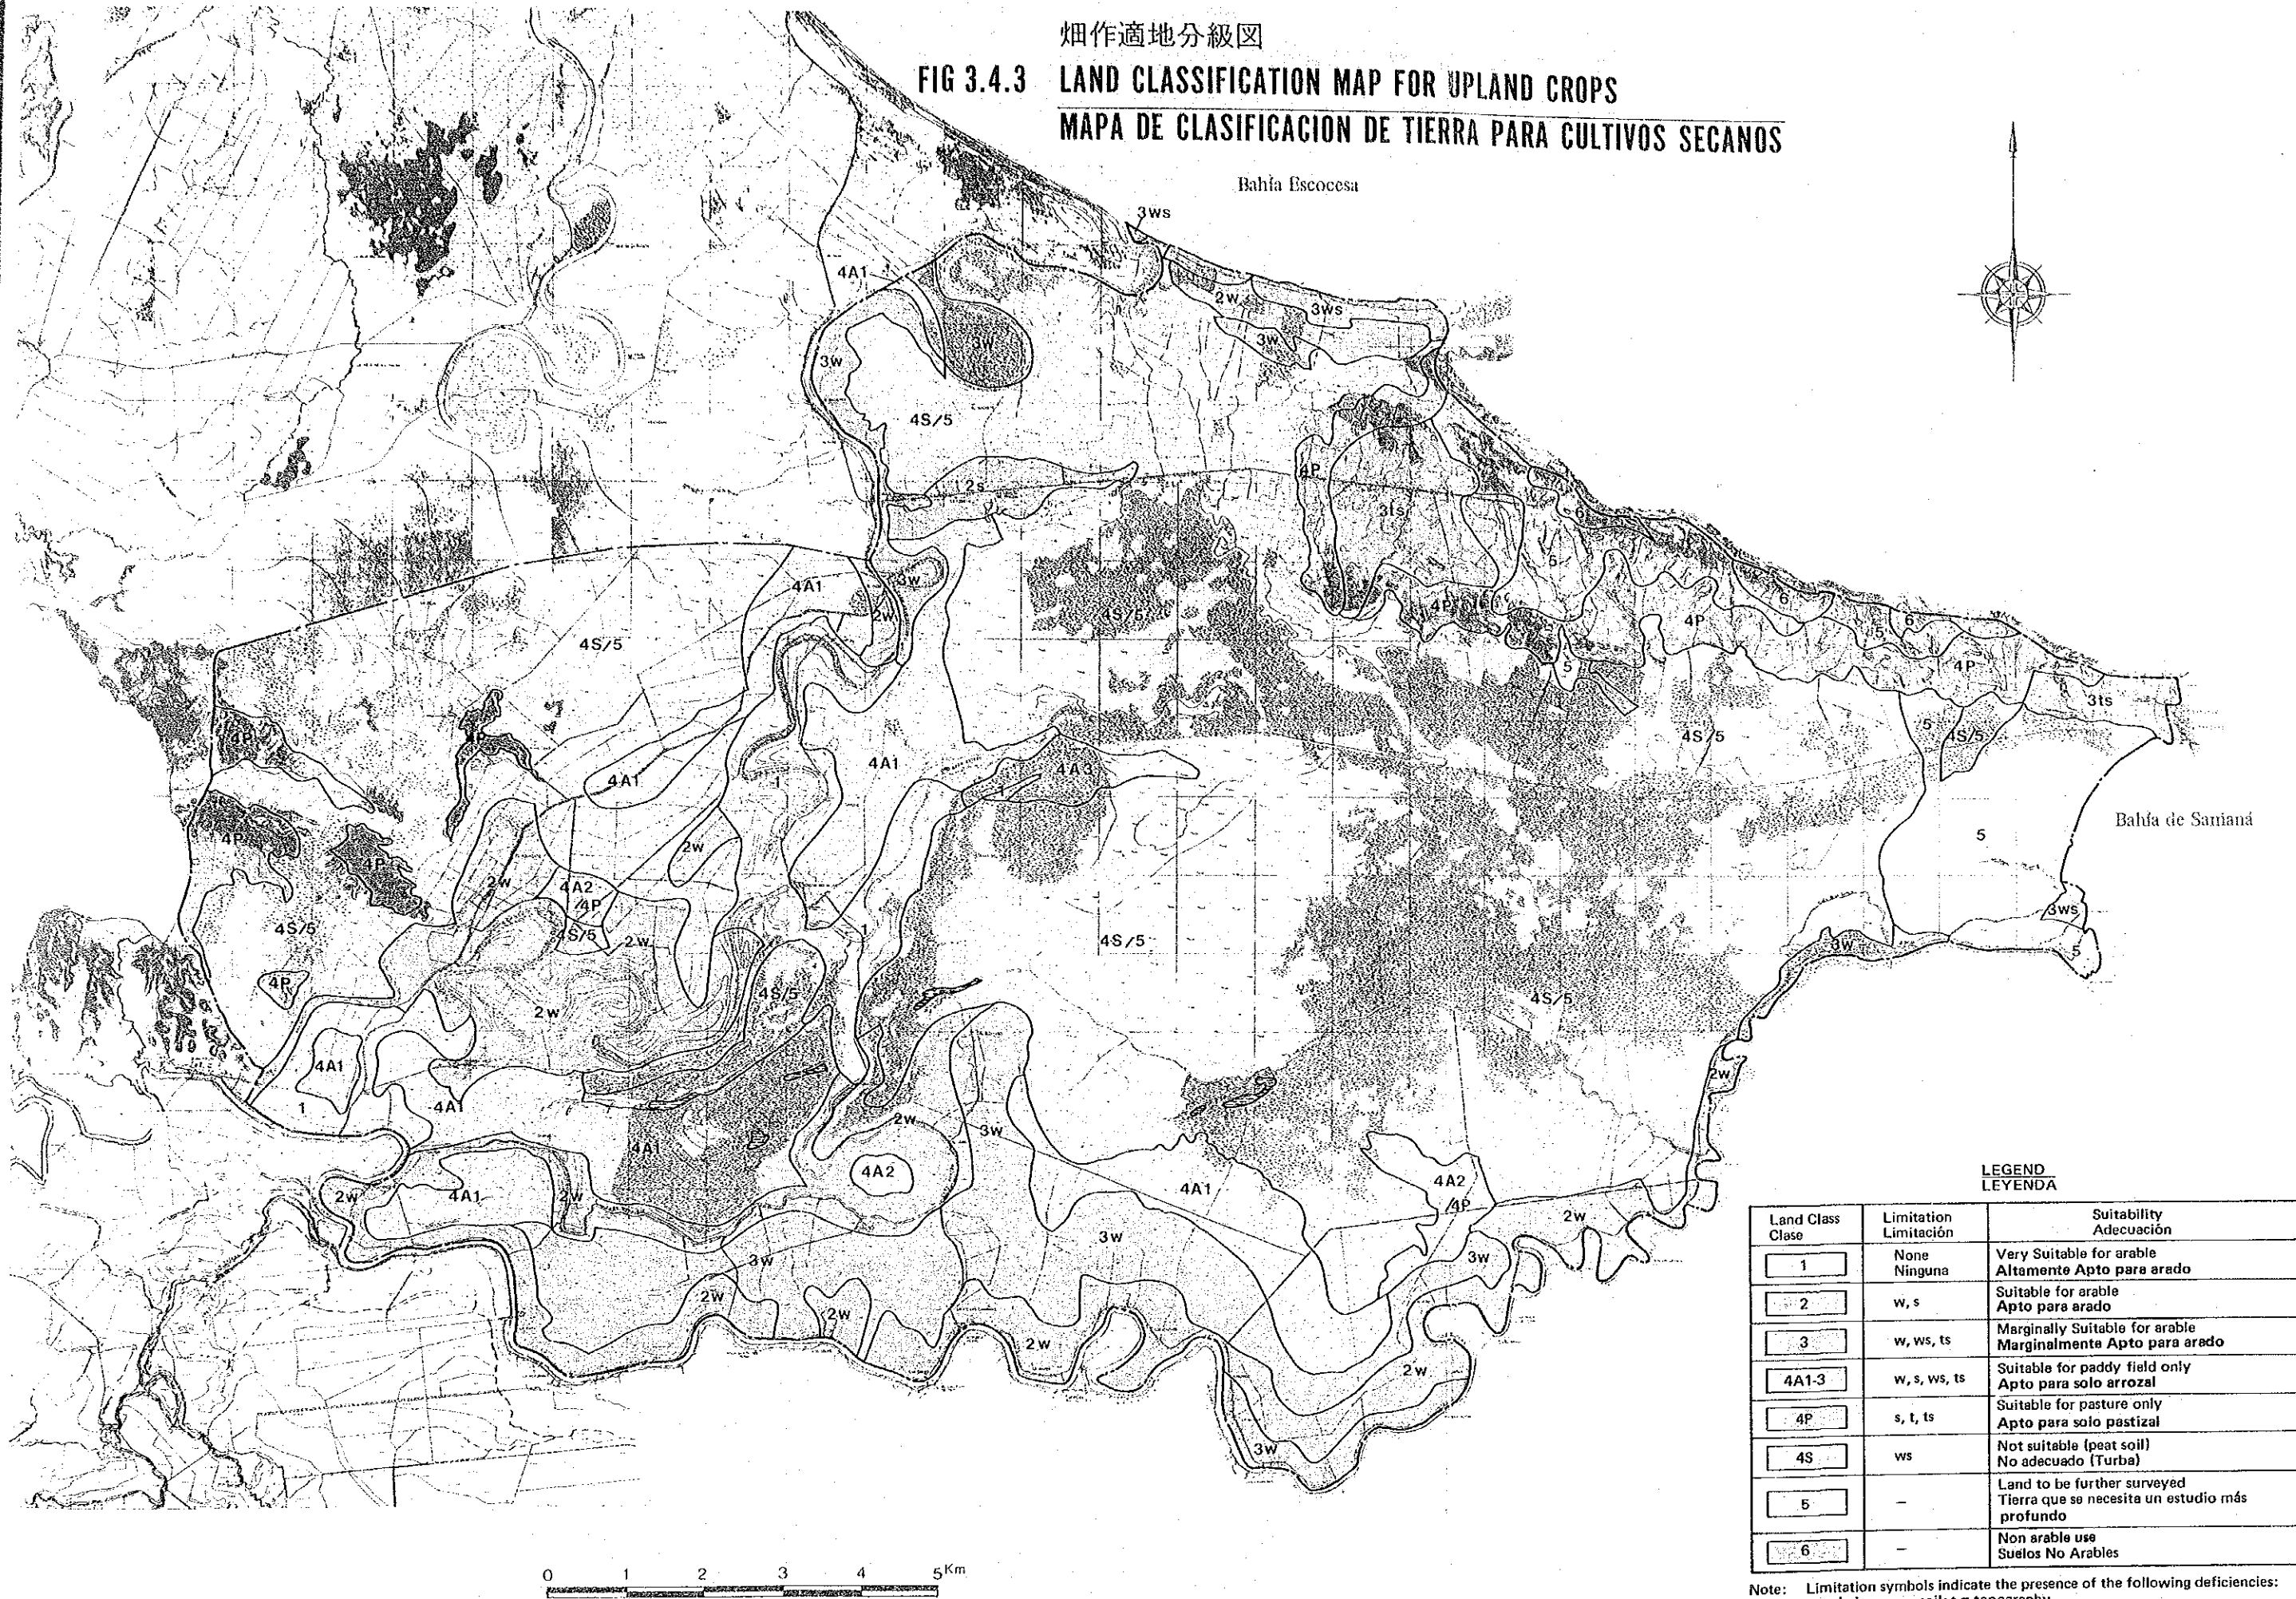 畑作適地分級図
FIG 3.4.3 LAND CLASSIFICATION MAP FOR UPLAND CROPS
MAPA DE CLASIFICACION DE TIERRA PARA CULTIVOS SECANOS
Bahía Escocesa
3ws
4A1
2w
3ws
3w
3w
3w
4S/5
4P
2s
3ts
6
5
4A1
3w
2w
4S/5
4P
6
4P
5
6
4S/5
5
4P
3ts
4P
4P
4A1
1
4A1
4A3
1
4S/5
5
4S/5
Bahía de Samaná
5
4P
4P
2w
2w
4A2
/4P
4S/5
4S/5
2w
1
4S/5
3ws
3w
5
4P
2w
4S/5
4S/5
4A1
1
4A1
2w
4A1
2w
3w
4A2
2w
4A1
2w
4A1
4A2
/4P
2w
3w
3w
3w
2w
2w
2w
2w
3w
LEGEND
LEYENDA
Land Class Limitation Suitability
Clase Limitación Adecuación
1 None Very Suitable for arable
Ninguna Altamente Apto para arado
2 w, s Suitable for arable
Apto para arado
3 w, ws, ts Marginally Suitable for arable
Marginalmente Apto para arado
4A1-3 w, s, ws, ts Suitable for paddy field only
Apto para solo arrozal
4P s, t, ts Suitable for pasture only
Apto para solo pastizal
4S ws Not suitable (peat soil)
No adecuado (Turba)
5 – Land to be further surveyed
Tierra que se necesita un estudio más
profundo
6 – Non arable use
Suelos No Arables
0 1 2 3 4 5 Km
Note: Limitation symbols indicate the presence of the following deficiencies: